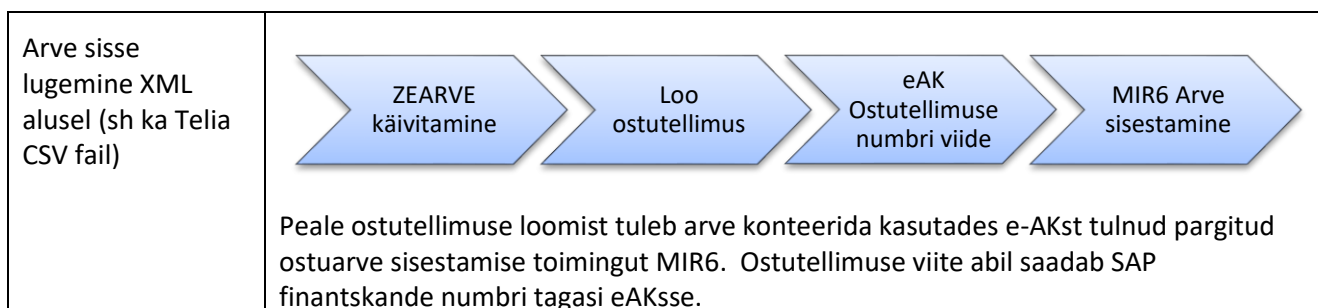 Arve sisse
lugemine XML
alusel (sh ka Telia
CSV fail)
ZEARVE
käivitamine
Loo
ostutellimus
eAK
Ostutellimuse
numbri viide
MIR6 Arve
sisestamine
Peale ostutellimuse loomist tuleb arve konteerida kasutades e-AKst tulnud pargitud
ostuarve sisestamise toimingut MIR6. Ostutellimuse viite abil saadab SAP
finantskande numbri tagasi eAKsse.